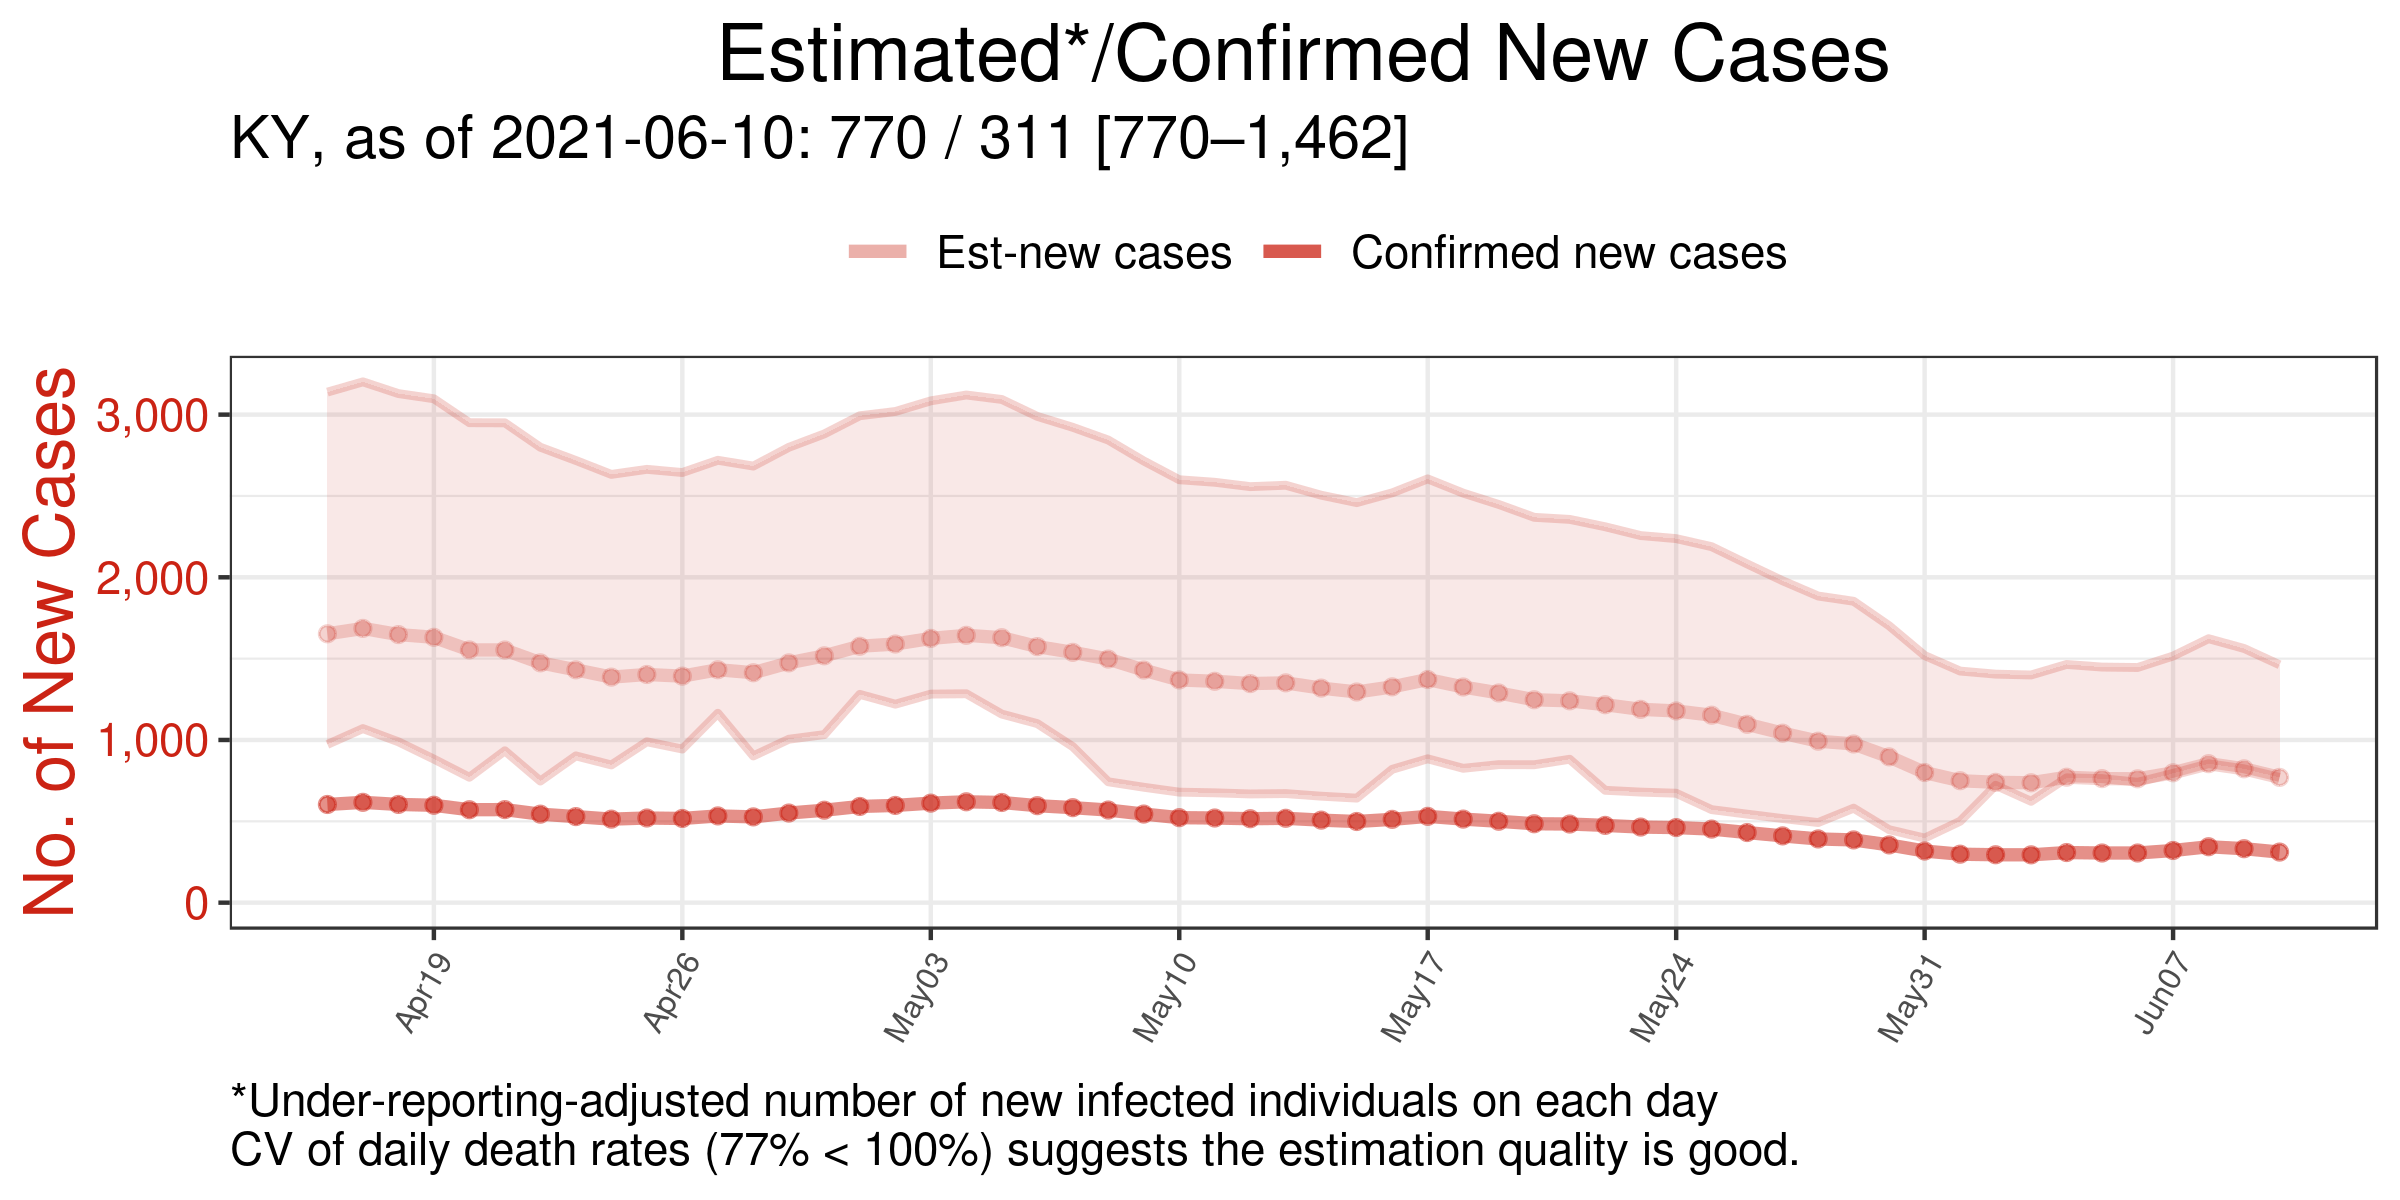 Estimated*/Confirmed New Cases
KY, as of 2021-06-10: 770 / 311 [770–1,462]
Est-new cases
Confirmed new cases
No. of New Cases
3,000
2,000
1,000
0
Apr19
Apr26
May03
May10
May17
May24
May31
Jun07
*Under-reporting-adjusted number of new infected individuals on each day
CV of daily death rates (77% < 100%) suggests the estimation quality is good.